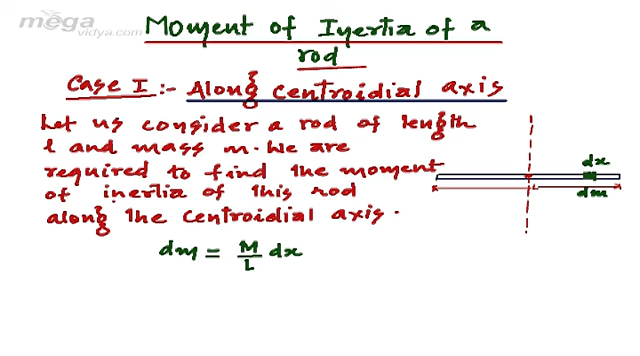 mega
vidya.com
Moment of Inertia of a
rod
Case I :- Along Centroidial axis
Let us consider a rod of length
l and mass m. We are
required to find the moment
of inertia of this rod
along the centroidial axis.
dm = M/L dx
dx
L
dm